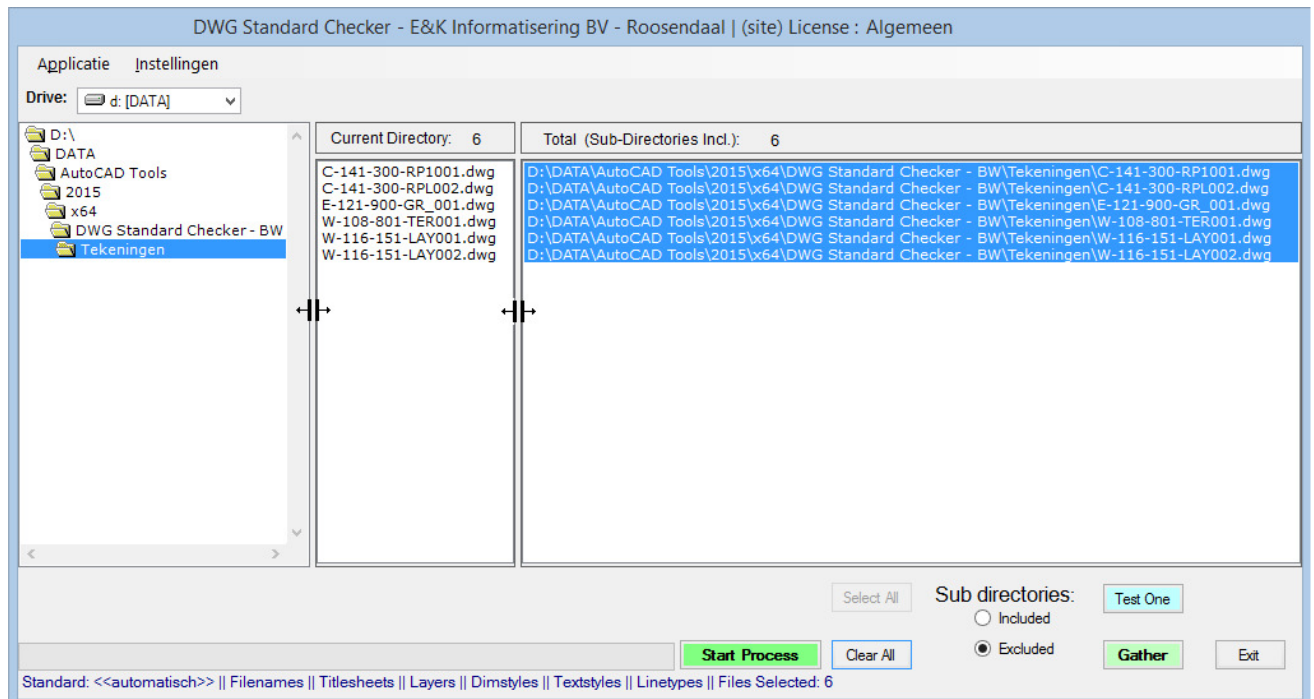 DWG Standard Checker - E&K Informatisering BV - Roosendaal | (site) License : Algemeen
Applicatie Instellingen
Drive: d: [DATA]
D:\
DATA
AutoCAD Tools
2015
x64
DWG Standard Checker - BW
Tekeningen
Current Directory: 6
C-141-300-RP1001.dwg
C-141-300-RPL002.dwg
E-121-900-GR_001.dwg
W-108-801-TER001.dwg
W-116-151-LAY001.dwg
W-116-151-LAY002.dwg
Total (Sub-Directories Incl.): 6
D:\DATA\AutoCAD Tools\2015\x64\DWG Standard Checker - BW\Tekeningen\C-141-300-RP1001.dwg
D:\DATA\AutoCAD Tools\2015\x64\DWG Standard Checker - BW\Tekeningen\C-141-300-RPL002.dwg
D:\DATA\AutoCAD Tools\2015\x64\DWG Standard Checker - BW\Tekeningen\E-121-900-GR_001.dwg
D:\DATA\AutoCAD Tools\2015\x64\DWG Standard Checker - BW\Tekeningen\W-108-801-TER001.dwg
D:\DATA\AutoCAD Tools\2015\x64\DWG Standard Checker - BW\Tekeningen\W-116-151-LAY001.dwg
D:\DATA\AutoCAD Tools\2015\x64\DWG Standard Checker - BW\Tekeningen\W-116-151-LAY002.dwg
Select All
Sub directories:
Included
Excluded
Test One
Start Process
Clear All
Gather
Exit
Standard: <<automatisch>> || Filenames || Titlesheets || Layers || Dimstyles || Textstyles || Linetypes || Files Selected: 6